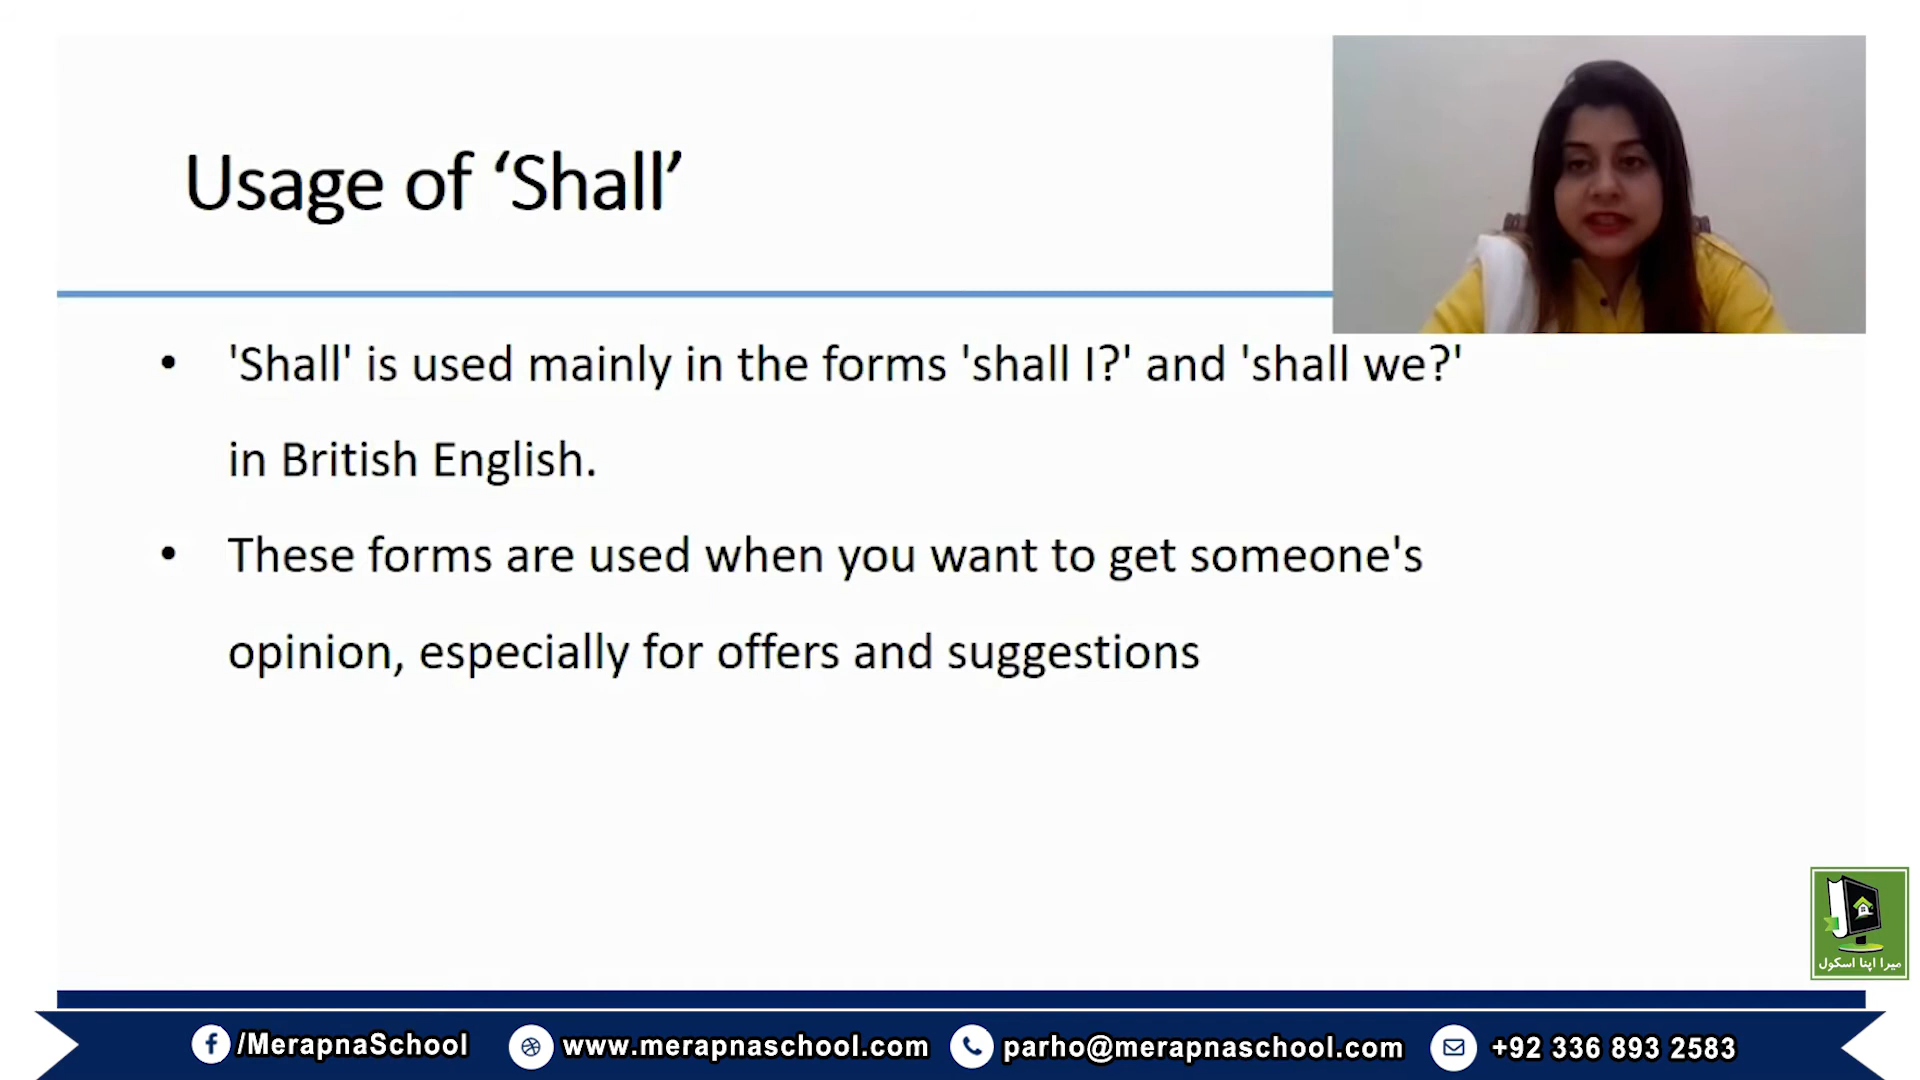 Usage of ‘Shall’
• 'Shall' is used mainly in the forms 'shall I?' and 'shall we?'
in British English.
• These forms are used when you want to get someone's
opinion, especially for offers and suggestions
میرا اپنا اسکول
/MerapnaSchool www.merapnaschool.com parho@merapnaschool.com +92 336 893 2583